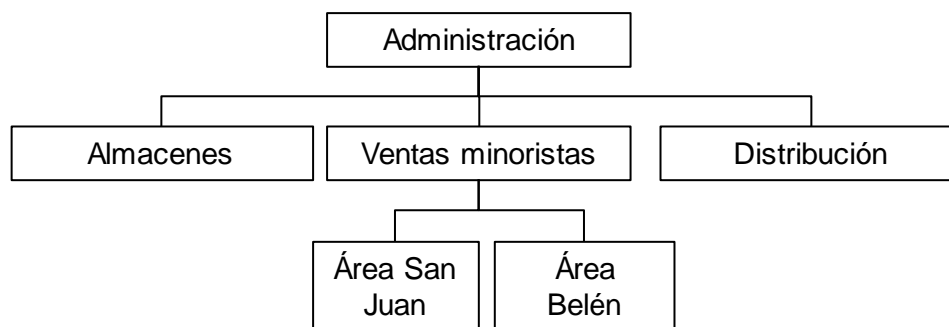 Administración
Almacenes
Ventas minoristas
Distribución
Área San
Juan
Área
Belén